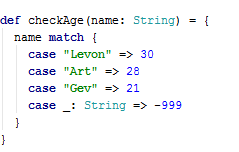 def checkAge(name: String) = {
  name match {
    case "Levon" => 30
    case "Art" => 28
    case "Gev" => 21
    case _: String => -999
  }
}